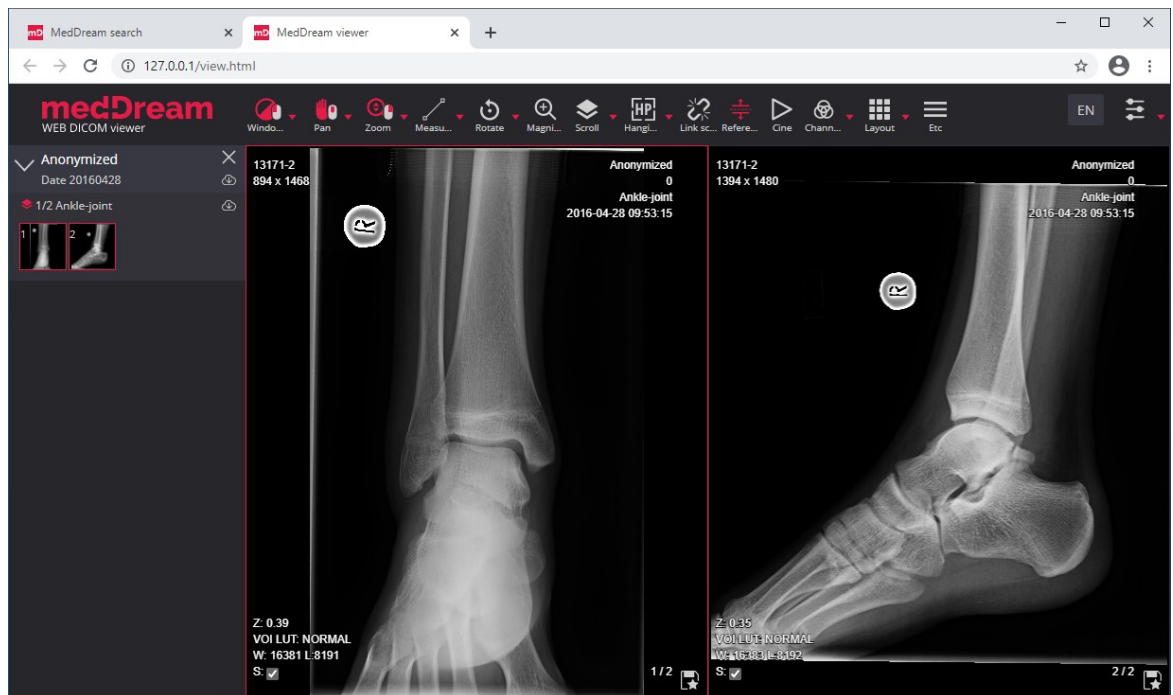 MedDream search
MedDream viewer
127.0.0.1/view.html
medDream
WEB DICOM viewer
Windo...
Pan
Zoom
Measu...
Rotate
Magni...
Scroll
HP
Hangi...
Link sc...
Refere...
Cine
Chann...
Layout
Etc
EN
Anonymized
Date 20160428
1/2 Ankle-joint
1
2
13171-2
894 x 1468
Anonymized
0
Ankle-joint
2016-04-28 09:53:15
R
Z: 0.39
VOI LUT: NORMAL
W: 16381 L:8191
S:
1/2
13171-2
1394 x 1480
Anonymized
0
Ankle-joint
2016-04-28 09:53:15
R
Z: 0.35
VOI LUT: NORMAL
W: 16383 L:8192
S:
2/2